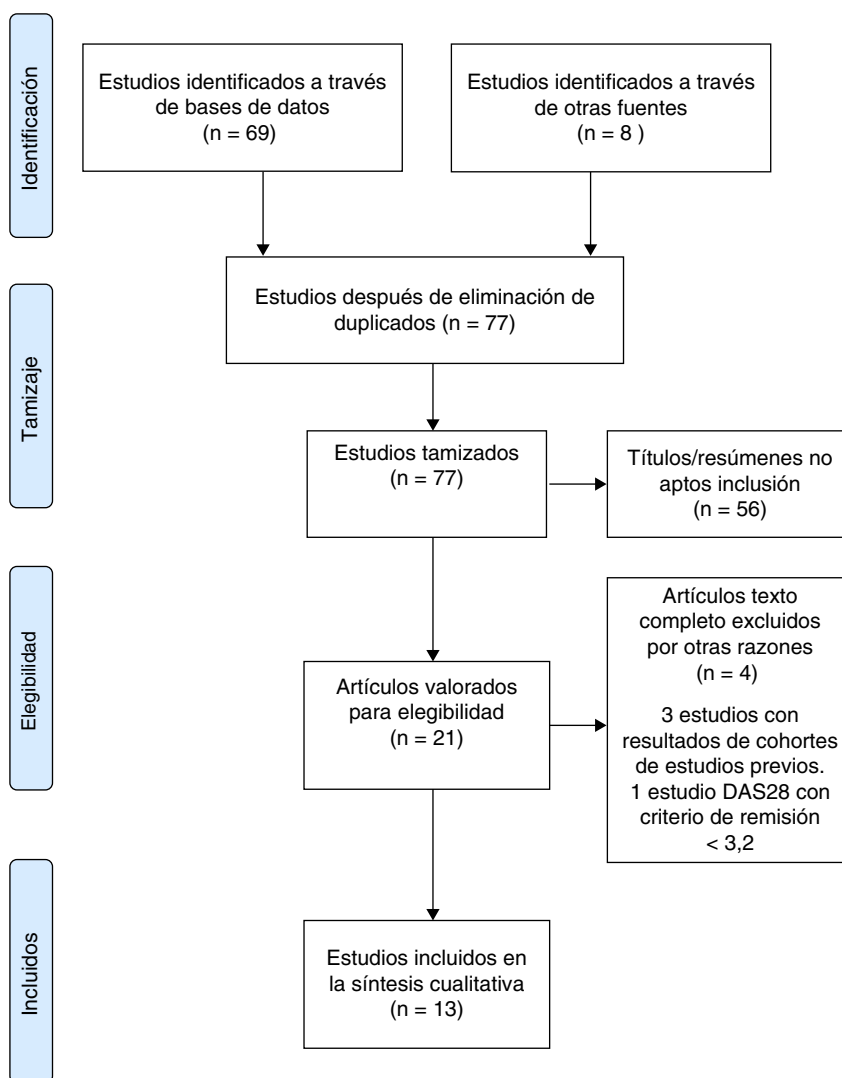 Identificación
Estudios identificados a través
de bases de datos
(n = 69)
Estudios identificados a través
de otras fuentes
(n = 8 )
Tamizaje
Estudios después de eliminación de
duplicados (n = 77)
Estudios tamizados
(n = 77)
Títulos/resúmenes no
aptos inclusión
(n = 56)
Elegibilidad
Artículos valorados
para elegibilidad
(n = 21)
Artículos texto
completo excluidos
por otras razones
(n = 4)
3 estudios con
resultados de cohortes
de estudios previos.
1 estudio DAS28 con
criterio de remisión
< 3,2
Incluidos
Estudios incluidos en
la síntesis cualitativa
(n = 13)